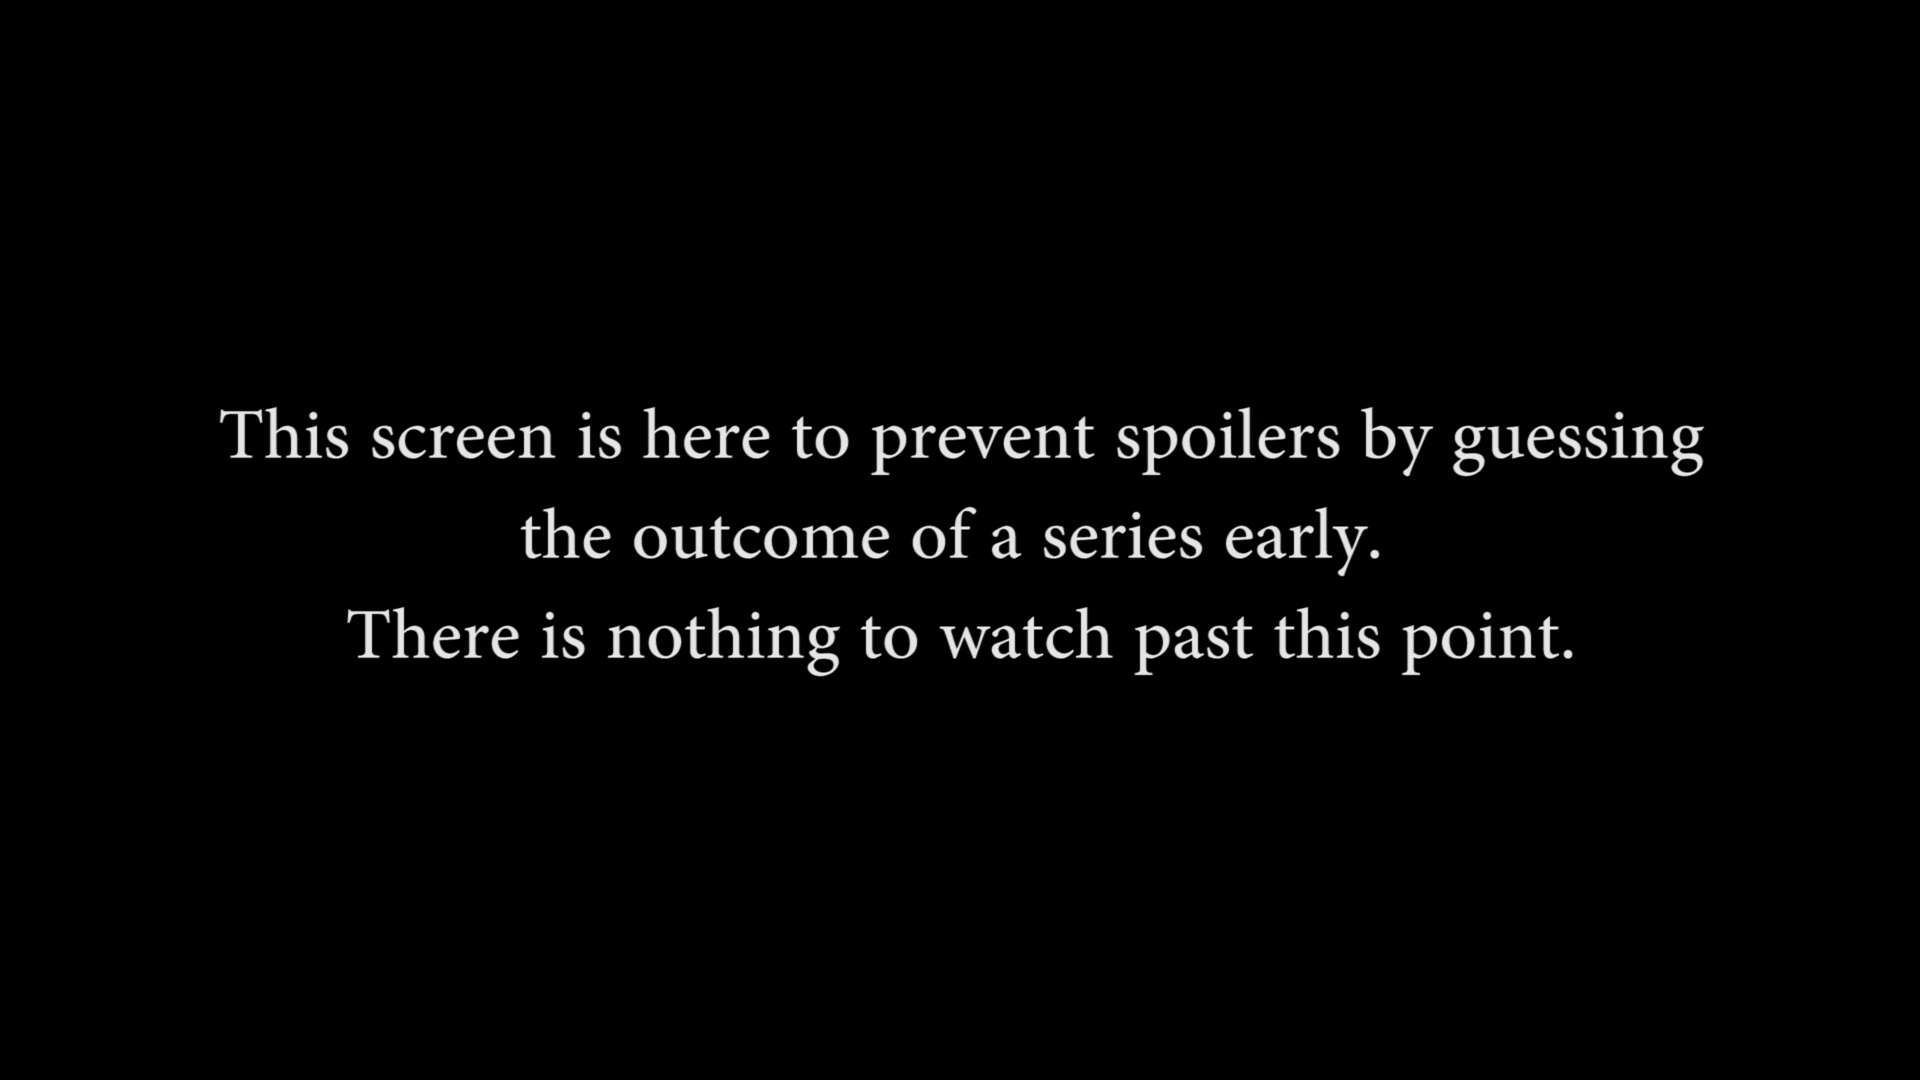 This screen is here to prevent spoilers by guessing
the outcome of a series early.
There is nothing to watch past this point.